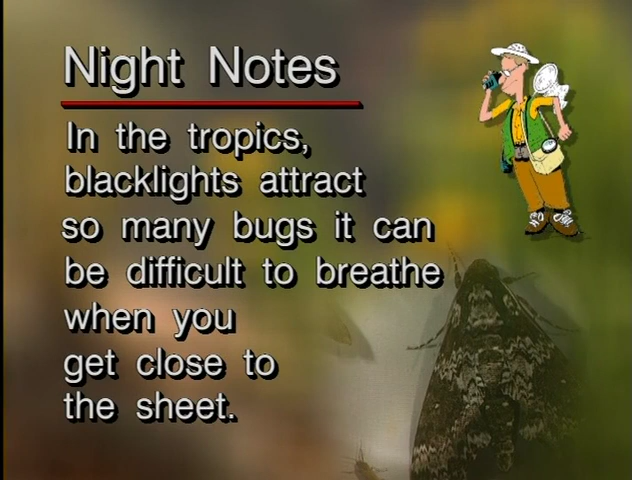 Night Notes
In the tropics,
blacklights attract
so many bugs it can
be difficult to breathe
when you
get close to
the sheet.